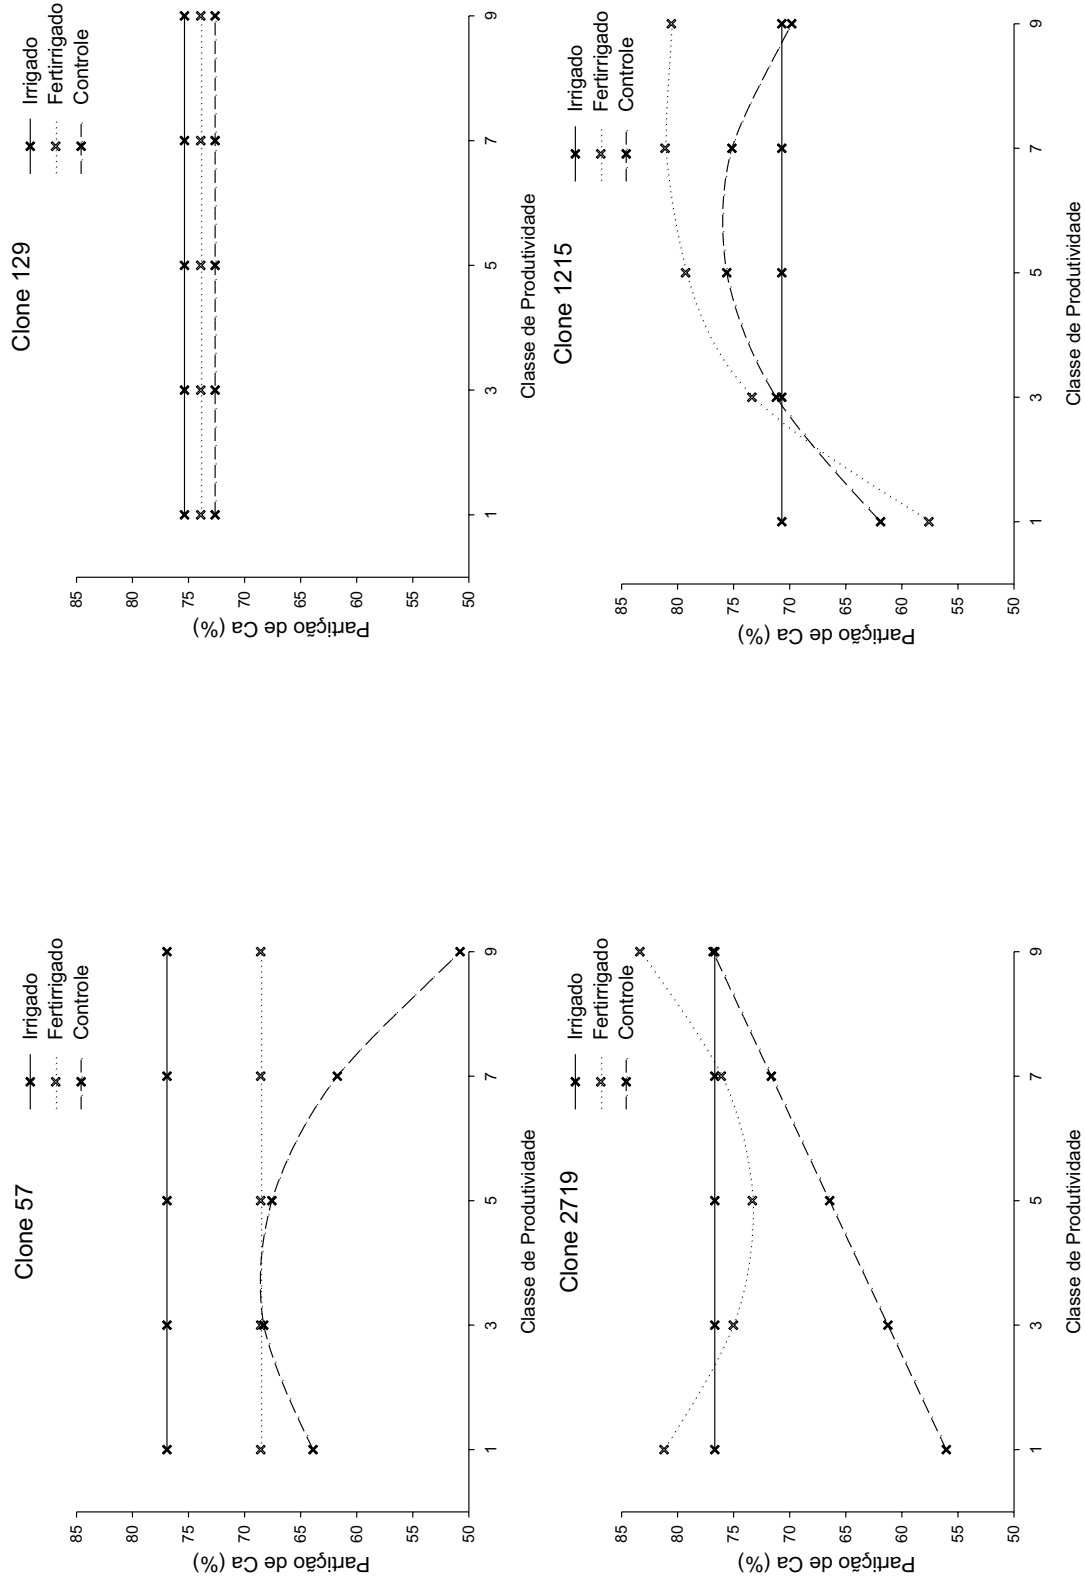 Clone 57
Irrigado
Fertirrigado
Controle
Partição de Ca (%)
85
80
75
70
65
60
55
50
1 3 5 7 9
Classe de Produtividade
Clone 129
Irrigado
Fertirrigado
Controle
Partição de Ca (%)
85
80
75
70
65
60
55
50
1 3 5 7 9
Classe de Produtividade
Clone 2719
Irrigado
Fertirrigado
Controle
Partição de Ca (%)
85
80
75
70
65
60
55
50
1 3 5 7 9
Classe de Produtividade
Clone 1215
Irrigado
Fertirrigado
Controle
Partição de Ca (%)
85
80
75
70
65
60
55
50
1 3 5 7 9
Classe de Produtividade